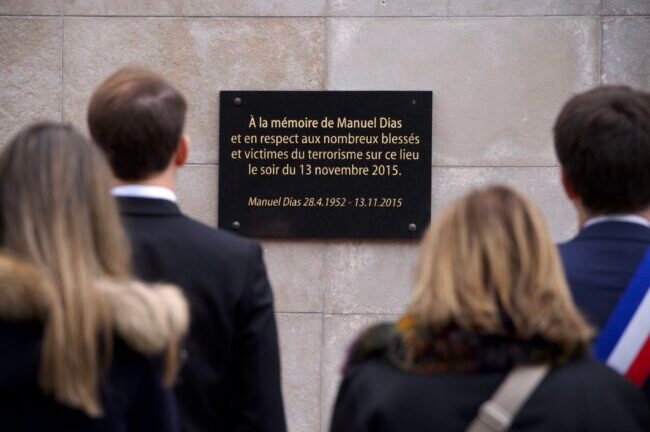 À la mémoire de Manuel Dias
et en respect aux nombreux blessés
et victimes du terrorisme sur ce lieu
le soir du 13 novembre 2015.
Manuel Dias 28.4.1952 - 13.11.2015